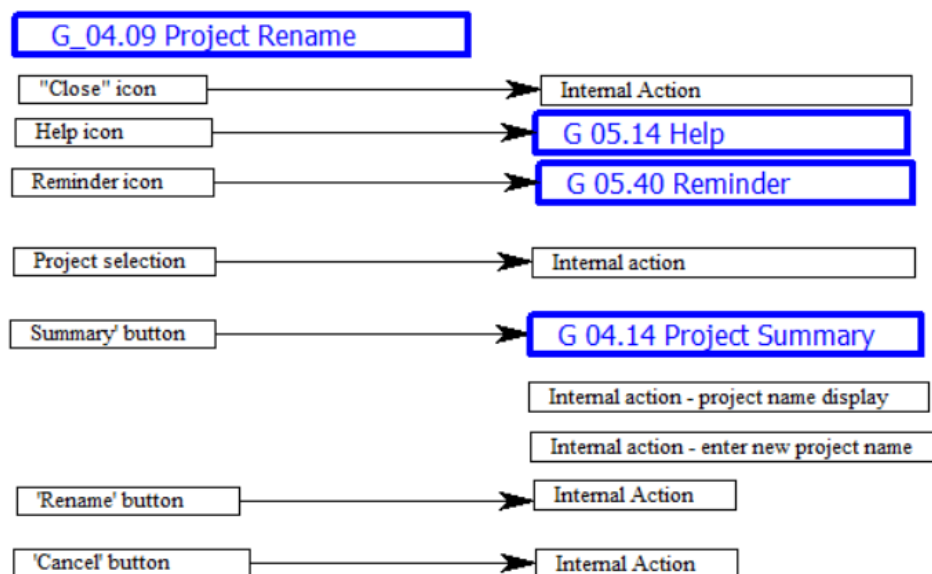 G_04.09 Project Rename
"Close" icon
Internal Action
Help icon
G 05.14 Help
Reminder icon
G 05.40 Reminder
Project selection
Internal action
Summary' button
G 04.14 Project Summary
Internal action - project name display
Internal action - enter new project name
'Rename' button
Internal Action
'Cancel' button
Internal Action